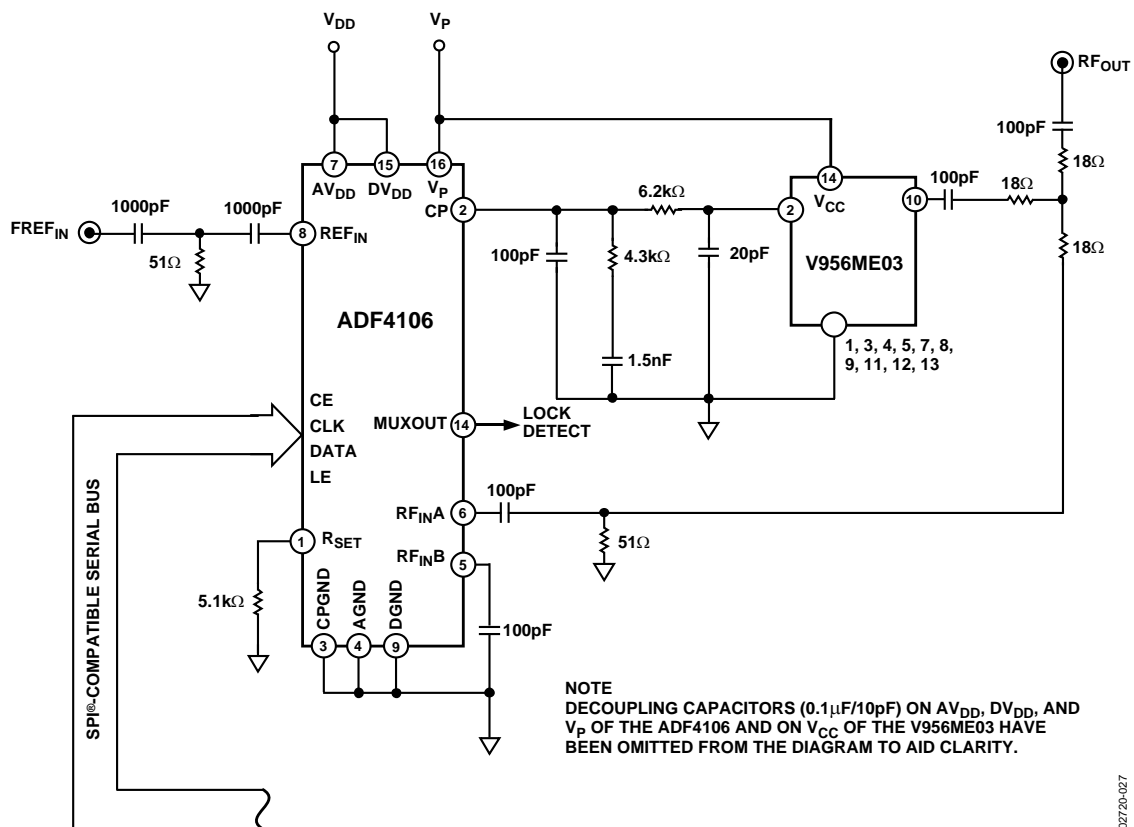 VDD
VP
RFOUT
100pF
18Ω
7
15
16
AVDD
DVDD
VP
14
VCC
100pF
18Ω
10
1000pF
1000pF
CP
2
6.2kΩ
2
FREFIN
8
REFIN
18Ω
51Ω
100pF
4.3kΩ
20pF
V956ME03
ADF4106
1.5nF
1, 3, 4, 5, 7, 8,
9, 11, 12, 13
CE
CLK
DATA
LE
MUXOUT
14
LOCK
DETECT
100pF
RFINA
6
51Ω
1
RSET
RFINB
5
5.1kΩ
CPGND
AGND
DGND
100pF
3
4
9
SPI®-COMPATIBLE SERIAL BUS
NOTE
DECOUPLING CAPACITORS (0.1µF/10pF) ON AVDD, DVDD, AND
VP OF THE ADF4106 AND ON VCC OF THE V956ME03 HAVE
BEEN OMITTED FROM THE DIAGRAM TO AID CLARITY.
02720-027